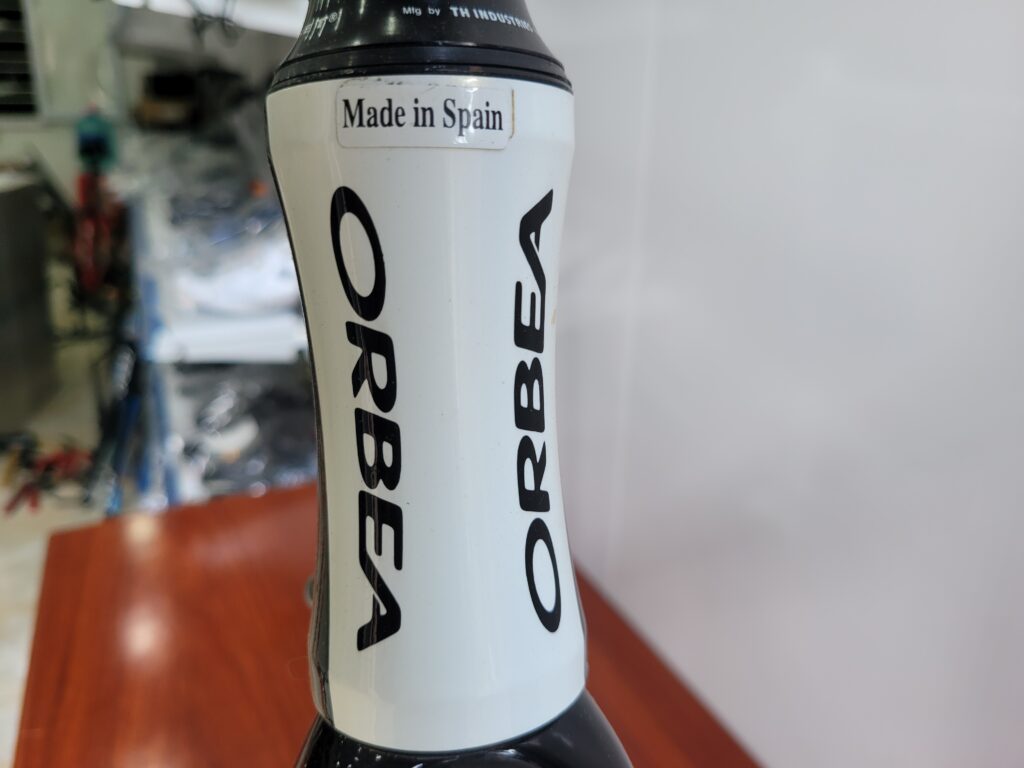 Mfg by TH INDUSTRIES
Made in Spain
ORBEA
ORBEA